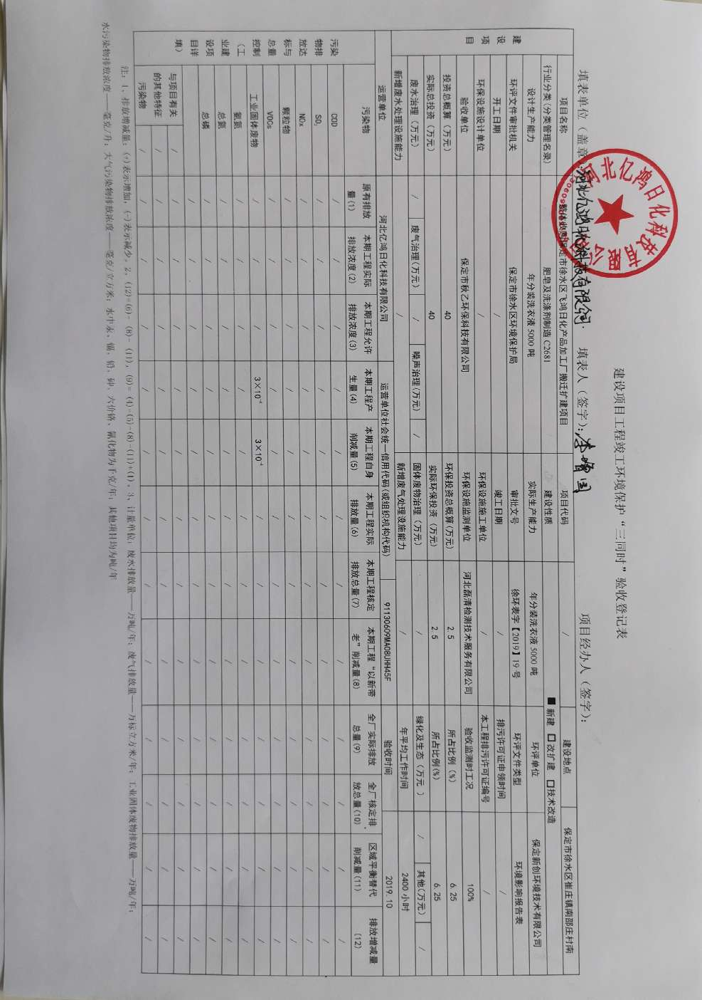 建设项目工程竣工环境保护“三同时”验收登记表
填表单位（盖章）：河北亿鸿日化科技有限公司 填表人（签字）： 项目经办人（签字）：
河北亿鸿日化科技有限公司
建设项目
项目名称 整体收购保定市徐水区飞鸿日化产品加工厂搬迁扩建项目 项目代码 / 建设地点 保定市徐水区崔庄镇南邵庄村南
行业分类(分类管理名录) 肥皂及洗涤剂制造 C2681 建设性质 ■新建 □改扩建 □技术改造
设计生产能力 年分装洗衣液 5000 吨 实际生产能力 年分装洗衣液 5000 吨 环评单位 保定新创环境技术有限公司
环评文件审批机关 保定市徐水区环境保护局 审批文号 徐环表字【2019】19 号 环评文件类型 环境影响报告表
开工日期 / 竣工日期 / 排污许可证申领时间 /
环保设施设计单位 / 环保设施施工单位 / 本工程排污许可证编号 /
验收单位 保定市秋乙环保科技有限公司 环保设施监测单位 河北磊清检测技术服务有限公司 验收监测时工况 100%
投资总概算（万元） 40 环保投资总概算(万元) 2.5 所占比例（%） 6.25
实际总投资（万元） 40 实际环保投资（万元） 2.5 所占比例(%) 6.25
废水治理（万元） / 废气治理(万元) / 噪声治理(万元) / 固体废物治理（万元） / 绿化及生态（万元） / 其他(万元) /
新增废水处理设施能力 / 新增废气处理设施能力 / 年平均工作时间 2400 小时
运营单位 河北亿鸿日化科技有限公司 运营单位社会统一信用代码(或组织机构代码) 91130609MA08UHH45F 验收时间 2019.10
污染物排放达标与总量控制（工业建设项目详填）
污染物 原有排放量(1) 本期工程实际排放浓度(2) 本期工程允许排放浓度(3) 本期工程产生量(4) 本期工程自身削减量(5) 本期工程实际排放量(6) 本期工程核定排放总量(7) 本期工程“以新带老”削减量(8) 全厂实际排放总量(9) 全厂核定排放总量(10) 区域平衡替代削减量(11) 排放增减量(12)
COD / / / / / / / / / / / /
SO₂ / / / / / / / / / / / /
NOx / / / / / / / / / / / /
颗粒物 / / / / / / / / / / / /
VOCs / / / / / / / / / / / /
工业固体废物 / / / 3×10⁻⁴ 3×10⁻⁴ / / / / / / /
氨氮 / / / / / / / / / / / /
总氮 / / / / / / / / / / / /
总磷 / / / / / / / / / / / /
与项目有关的其他特征污染物
/ / / / / / / / / / / / /
/ / / / / / / / / / / / /
/ / / / / / / / / / / / /
注：1、排放增减量：(+)表示增加，(-)表示减少。2、(12)=(6)-（8)-（11)，(9)=（4)-(5)-(8)-(11)+(1)。3、计量单位：废水排放量——万吨/年；废气排放量——万标立方米/年；工业固体废物排放量——万吨/年；
水污染物排放浓度——毫克/升；大气污染物排放浓度——毫克/立方米；水中汞、镉、铅、砷、六价铬、氰化物为千克/年；其他项目均为吨/年